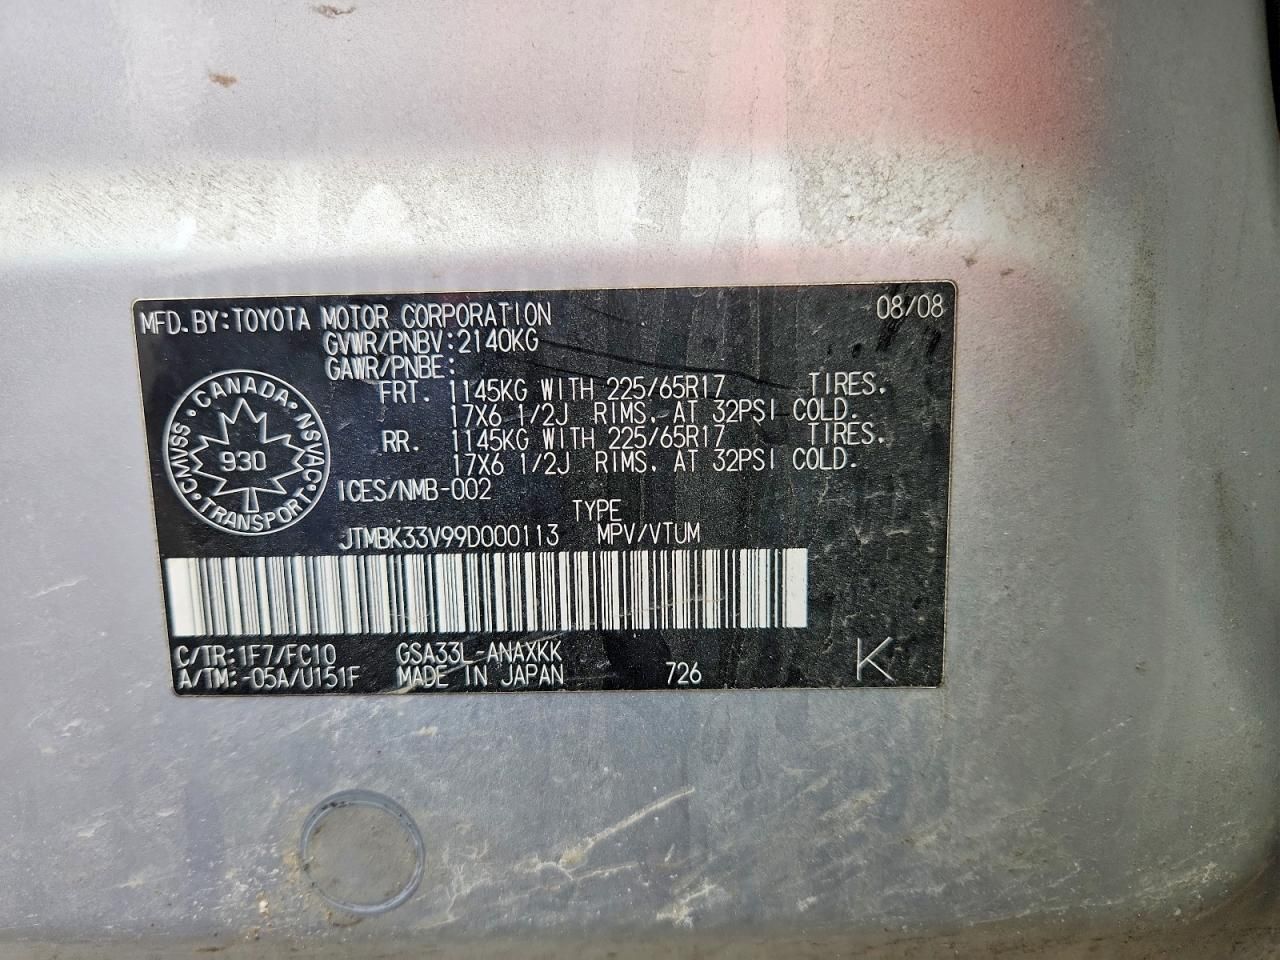 MFD. BY: TOYOTA MOTOR CORPORATION 08/08
GVWR/PNBV: 2140KG
GAWR/PNBE:
FRT. 1145KG WITH 225/65R17 TIRES.
17X6 1/2J RIMS. AT 32PSI COLD.
RR. 1145KG WITH 225/65R17 TIRES.
17X6 1/2J RIMS. AT 32PSI COLD.
CMVSS • CANADA • NSVAC • TRANSPORT •
930
ICES/NMB-002
TYPE
JTMBK33V99D000113 MPV/VTUM
C/TR: 1F7/FC10 GSA33L-ANAXKK
A/TM: -05A/U151F MADE IN JAPAN 726 K